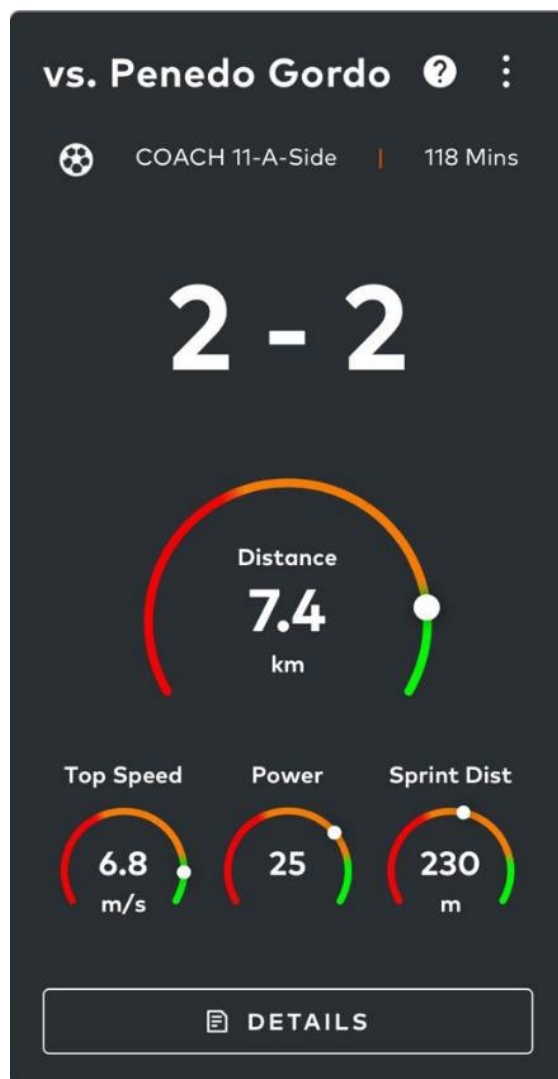 vs. Penedo Gordo ?
COACH 11-A-Side | 118 Mins
2 - 2
Distance
7.4
km
Top Speed Power Sprint Dist
6.8 25 230
m/s m
DETAILS